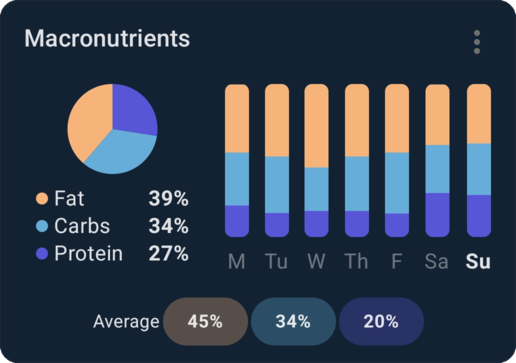 Macronutrients
Fat 39%
Carbs 34%
Protein 27%
M Tu W Th F Sa Su
Average 45% 34% 20%